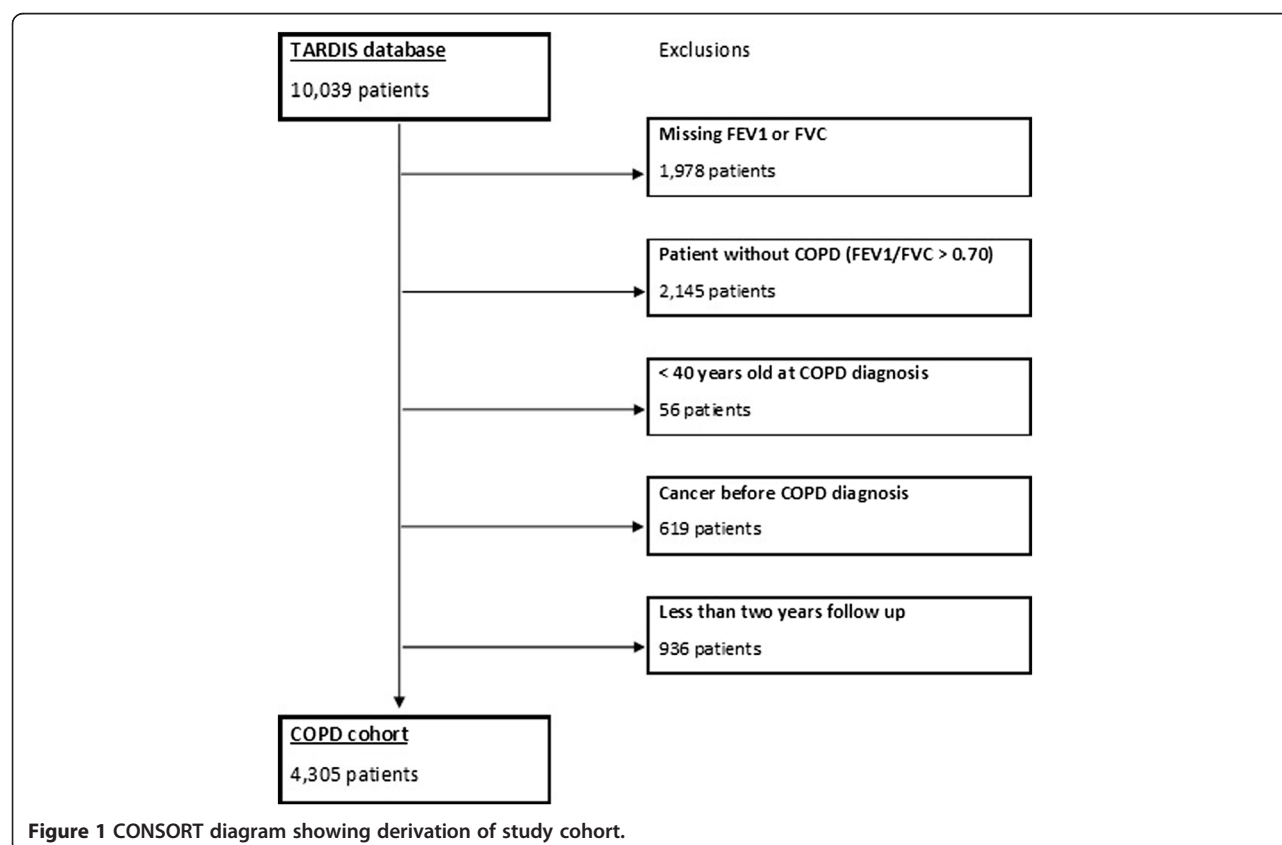 TARDIS database
10,039 patients
Exclusions
Missing FEV1 or FVC
1,978 patients
Patient without COPD (FEV1/FVC > 0.70)
2,145 patients
< 40 years old at COPD diagnosis
56 patients
Cancer before COPD diagnosis
619 patients
Less than two years follow up
936 patients
COPD cohort
4,305 patients
Figure 1 CONSORT diagram showing derivation of study cohort.